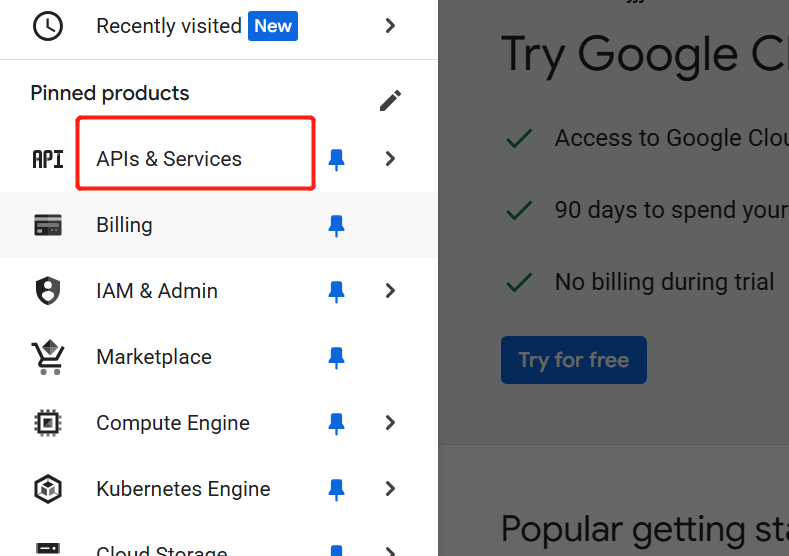 Recently visited New
Pinned products
API APIs & Services
Billing
IAM & Admin
Marketplace
Compute Engine
Kubernetes Engine
Cloud Storage
Try Google Cl
Access to Google Clou
90 days to spend your
No billing during trial
Try for free
Popular getting sta